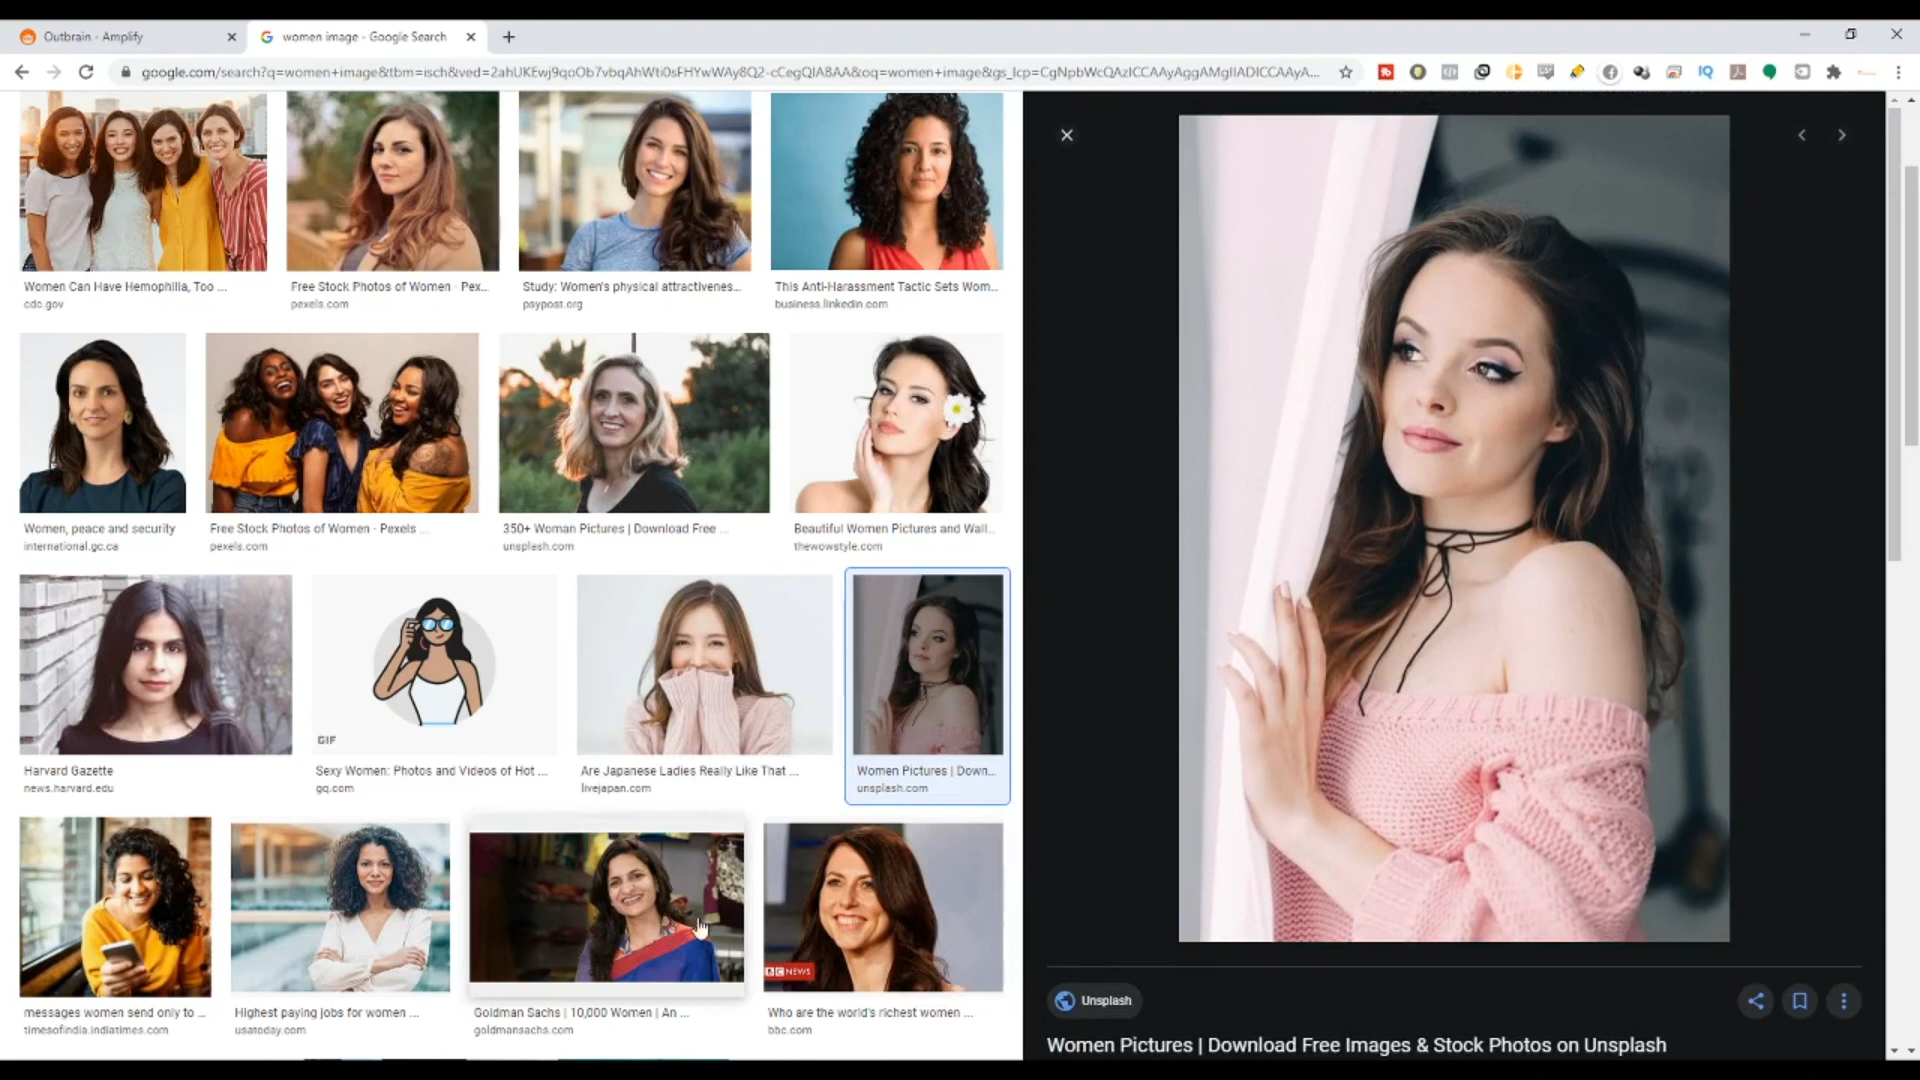 Outbrain - Amplify
women image - Google Search
google.com/search?q=women+image&tbm=isch&ved=2ahUKEwj9qoOb7vbqAhWti0sFHYwWAy8Q2-cCegQIABAA&oq=women+image&gs_lcp=CgNpbWcQAzICCAAyAggAMgIIADICCAAyA...
IQ
Women Can Have Hemophilia, Too ...
cdc.gov
Free Stock Photos of Women - Pex...
pexels.com
Study: Women's physical attractivenes...
psypost.org
This Anti-Harassment Tactic Sets Wom...
business.linkedin.com
Women, peace and security
international.gc.ca
Free Stock Photos of Women - Pexels ...
pexels.com
350+ Woman Pictures | Download Free ...
unsplash.com
Beautiful Women Pictures and Wall...
thewowstyle.com
Harvard Gazette
news.harvard.edu
GIF
Sexy Women: Photos and Videos of Hot ...
gq.com
Are Japanese Ladies Really Like That ...
livejapan.com
Women Pictures | Down...
unsplash.com
messages women send only to ...
timesofindia.indiatimes.com
Highest paying jobs for women ...
usatoday.com
Goldman Sachs | 10,000 Women | An ...
goldmansachs.com
BBC NEWS
Who are the world's richest women ...
bbc.com
Unsplash
Women Pictures | Download Free Images & Stock Photos on Unsplash